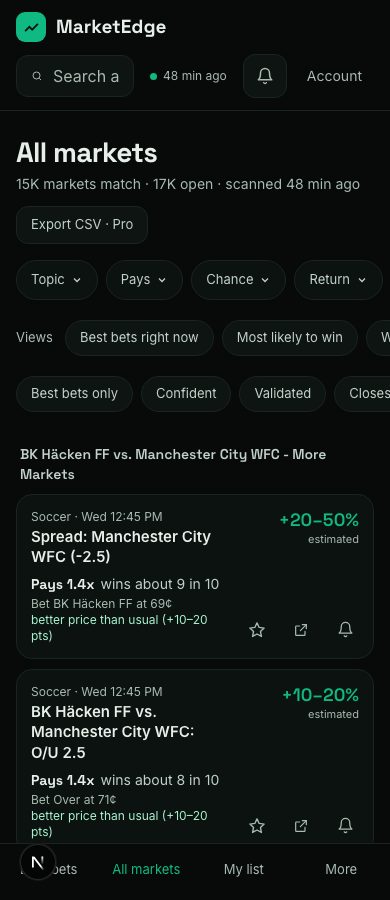 MarketEdge
Search a
48 min ago
Account
All markets
15K markets match · 17K open · scanned 48 min ago
Export CSV · Pro
Topic
Pays
Chance
Return
Views
Best bets right now
Most likely to win
Best bets only
Confident
Validated
Closes
BK Häcken FF vs. Manchester City WFC - More
Markets
Soccer · Wed 12:45 PM
+20–50%
estimated
Spread: Manchester City
WFC (-2.5)
Pays 1.4x wins about 9 in 10
Bet BK Häcken FF at 69¢
better price than usual (+10–20
pts)
Soccer · Wed 12:45 PM
+10–20%
estimated
BK Häcken FF vs.
Manchester City WFC:
O/U 2.5
Pays 1.4x wins about 8 in 10
Bet Over at 71¢
better price than usual (+10–20
pts)
N
bets
All markets
My list
More